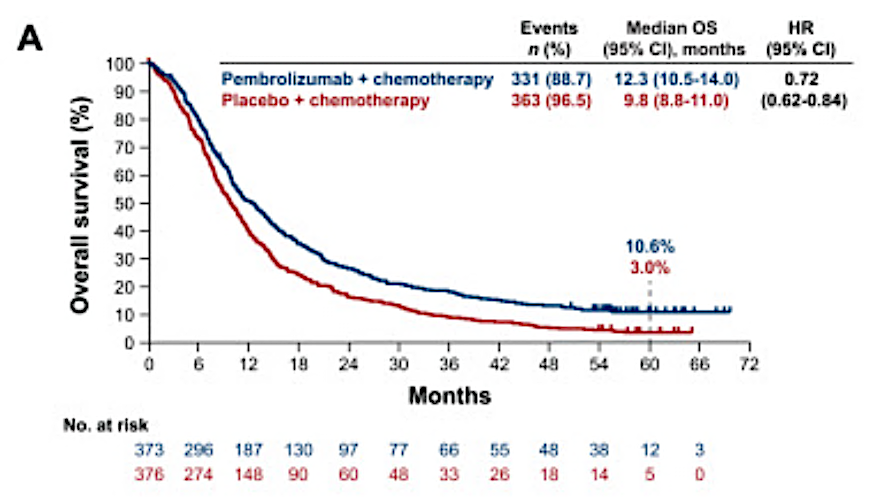 A
Events Median OS HR
n (%) (95% CI), months (95% CI)
Pembrolizumab + chemotherapy 331 (88.7) 12.3 (10.5-14.0) 0.72
Placebo + chemotherapy 363 (96.5) 9.8 (8.8-11.0) (0.62-0.84)
Overall survival (%)
100
90
80
70
60
50
40
30
20
10
0
10.6%
3.0%
0 6 12 18 24 30 36 42 48 54 60 66 72
Months
No. at risk
373 296 187 130 97 77 66 55 48 38 12 3
376 274 148 90 60 48 33 26 18 14 5 0